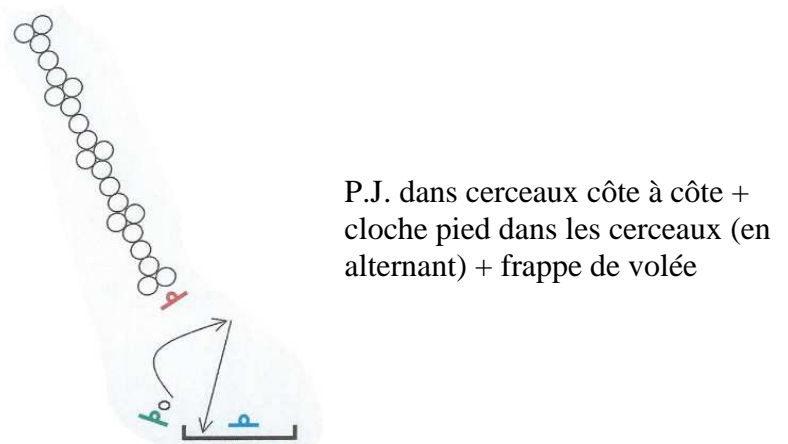 P.J. dans cerceaux côte à côte +
cloche pied dans les cerceaux (en
alternant) + frappe de volée